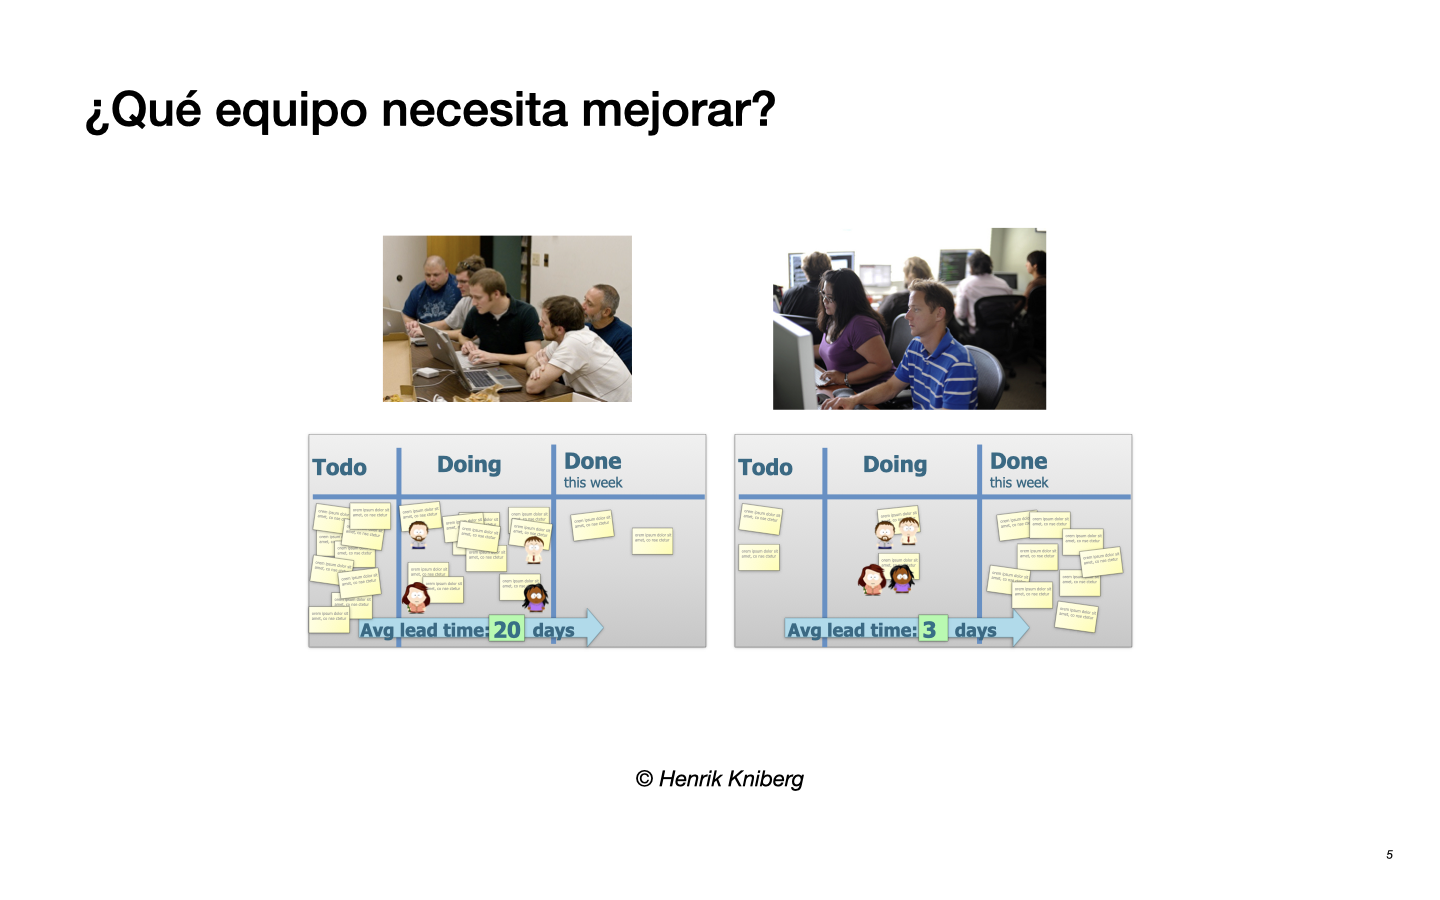 ¿Qué equipo necesita mejorar?
Todo
Doing
Done
this week
Avg lead time: 20 days
Todo
Doing
Done
this week
Avg lead time: 3 days
© Henrik Kniberg
5